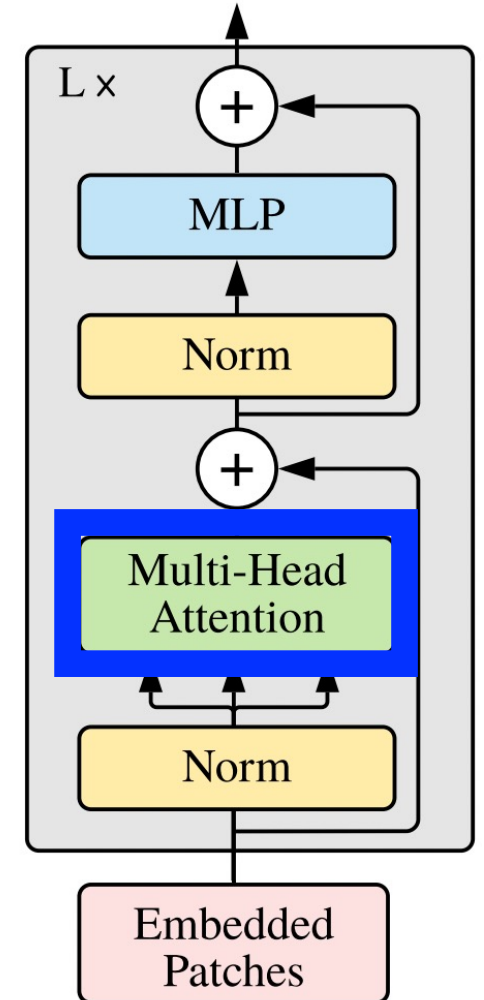 L ×
+
MLP
Norm
+
Multi-Head
Attention
Norm
Embedded
Patches